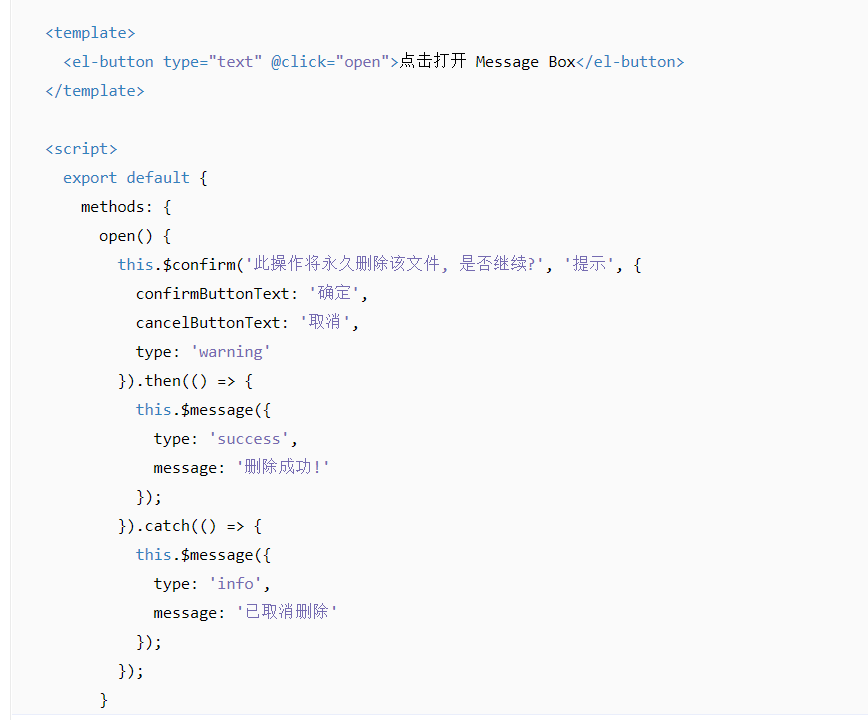 <template>
  <el-button type="text" @click="open">点击打开 Message Box</el-button>
</template>

<script>
  export default {
    methods: {
      open() {
        this.$confirm('此操作将永久删除该文件, 是否继续?', '提示', {
          confirmButtonText: '确定',
          cancelButtonText: '取消',
          type: 'warning'
        }).then(() => {
          this.$message({
            type: 'success',
            message: '删除成功!'
          });
        }).catch(() => {
          this.$message({
            type: 'info',
            message: '已取消删除'
          });
        });
      }